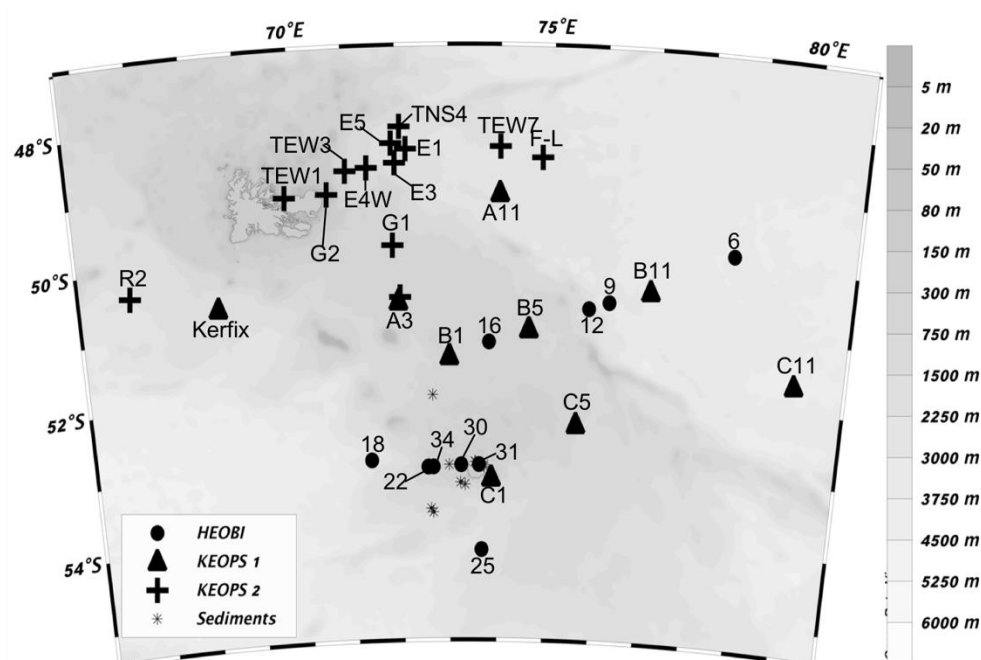 70°E
75°E
80°E
5 m
TNS4
E5
TEW7
20 m
48°S
TEW3
E1
F-L
50 m
TEW1
E4W
E3
A11
80 m
G1
G2
6
150 m
50°S
R2
B11
9
300 m
Kerfix
A3
16
B5
12
750 m
B1
C11
1500 m
52°S
C5
2250 m
18
34
30
31
3000 m
22
C1
3750 m
HEOBI
54°S
25
4500 m
KEOPS 1
KEOPS 2
5250 m
Sediments
6000 m